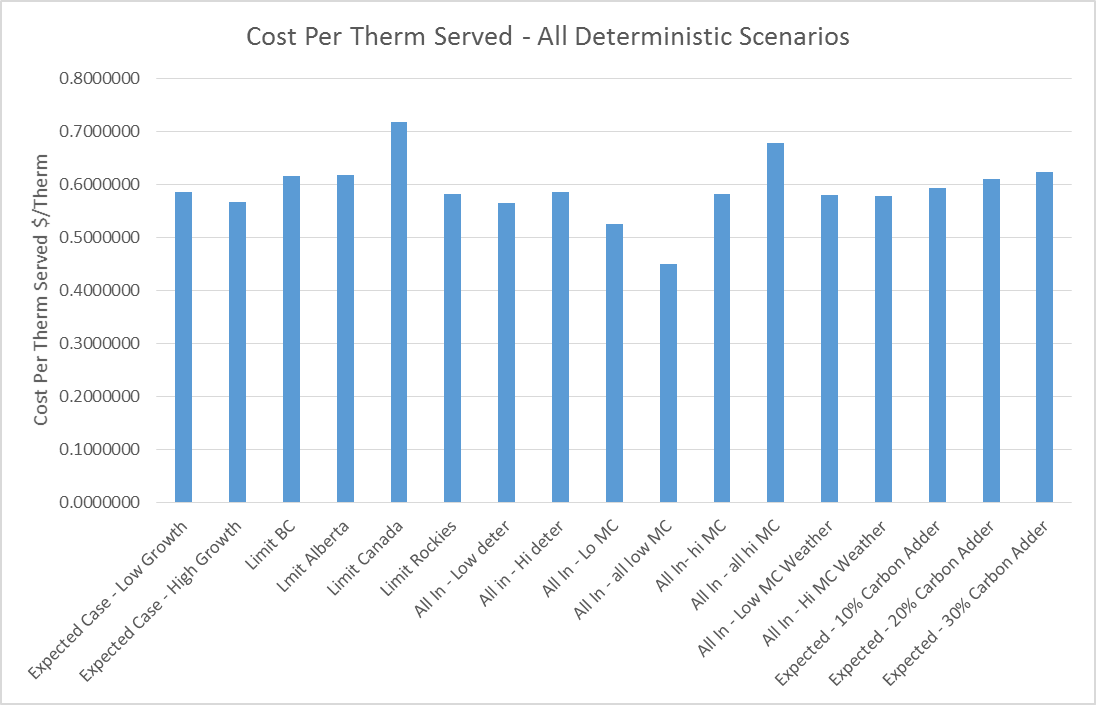 Cost Per Therm Served - All Deterministic Scenarios
Cost Per Therm Served $/Therm
0.8000000
0.7000000
0.6000000
0.5000000
0.4000000
0.3000000
0.2000000
0.1000000
0.0000000
Expected Case - Low Growth
Expected Case - High Growth
Limit BC
Lmit Alberta
Limit Canada
Limit Rockies
All In - Low deter
All in - Hi deter
All In - Lo MC
All In - all low MC
All In- hi MC
All In - all hi MC
All In - Low MC Weather
All In - Hi MC Weather
Expected - 10% Carbon Adder
Expected - 20% Carbon Adder
Expected - 30% Carbon Adder